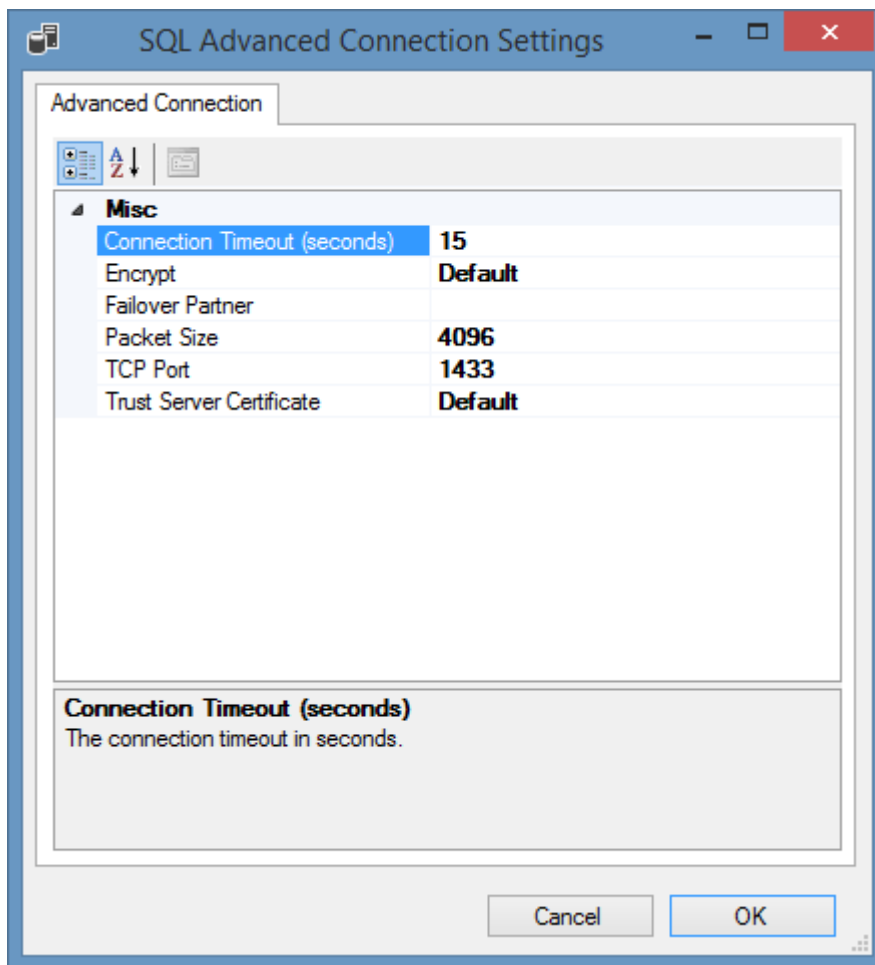 SQL Advanced Connection Settings
Advanced Connection
A
Z
Misc
Connection Timeout (seconds) 15
Encrypt Default
Failover Partner
Packet Size 4096
TCP Port 1433
Trust Server Certificate Default
Connection Timeout (seconds)
The connection timeout in seconds.
Cancel OK